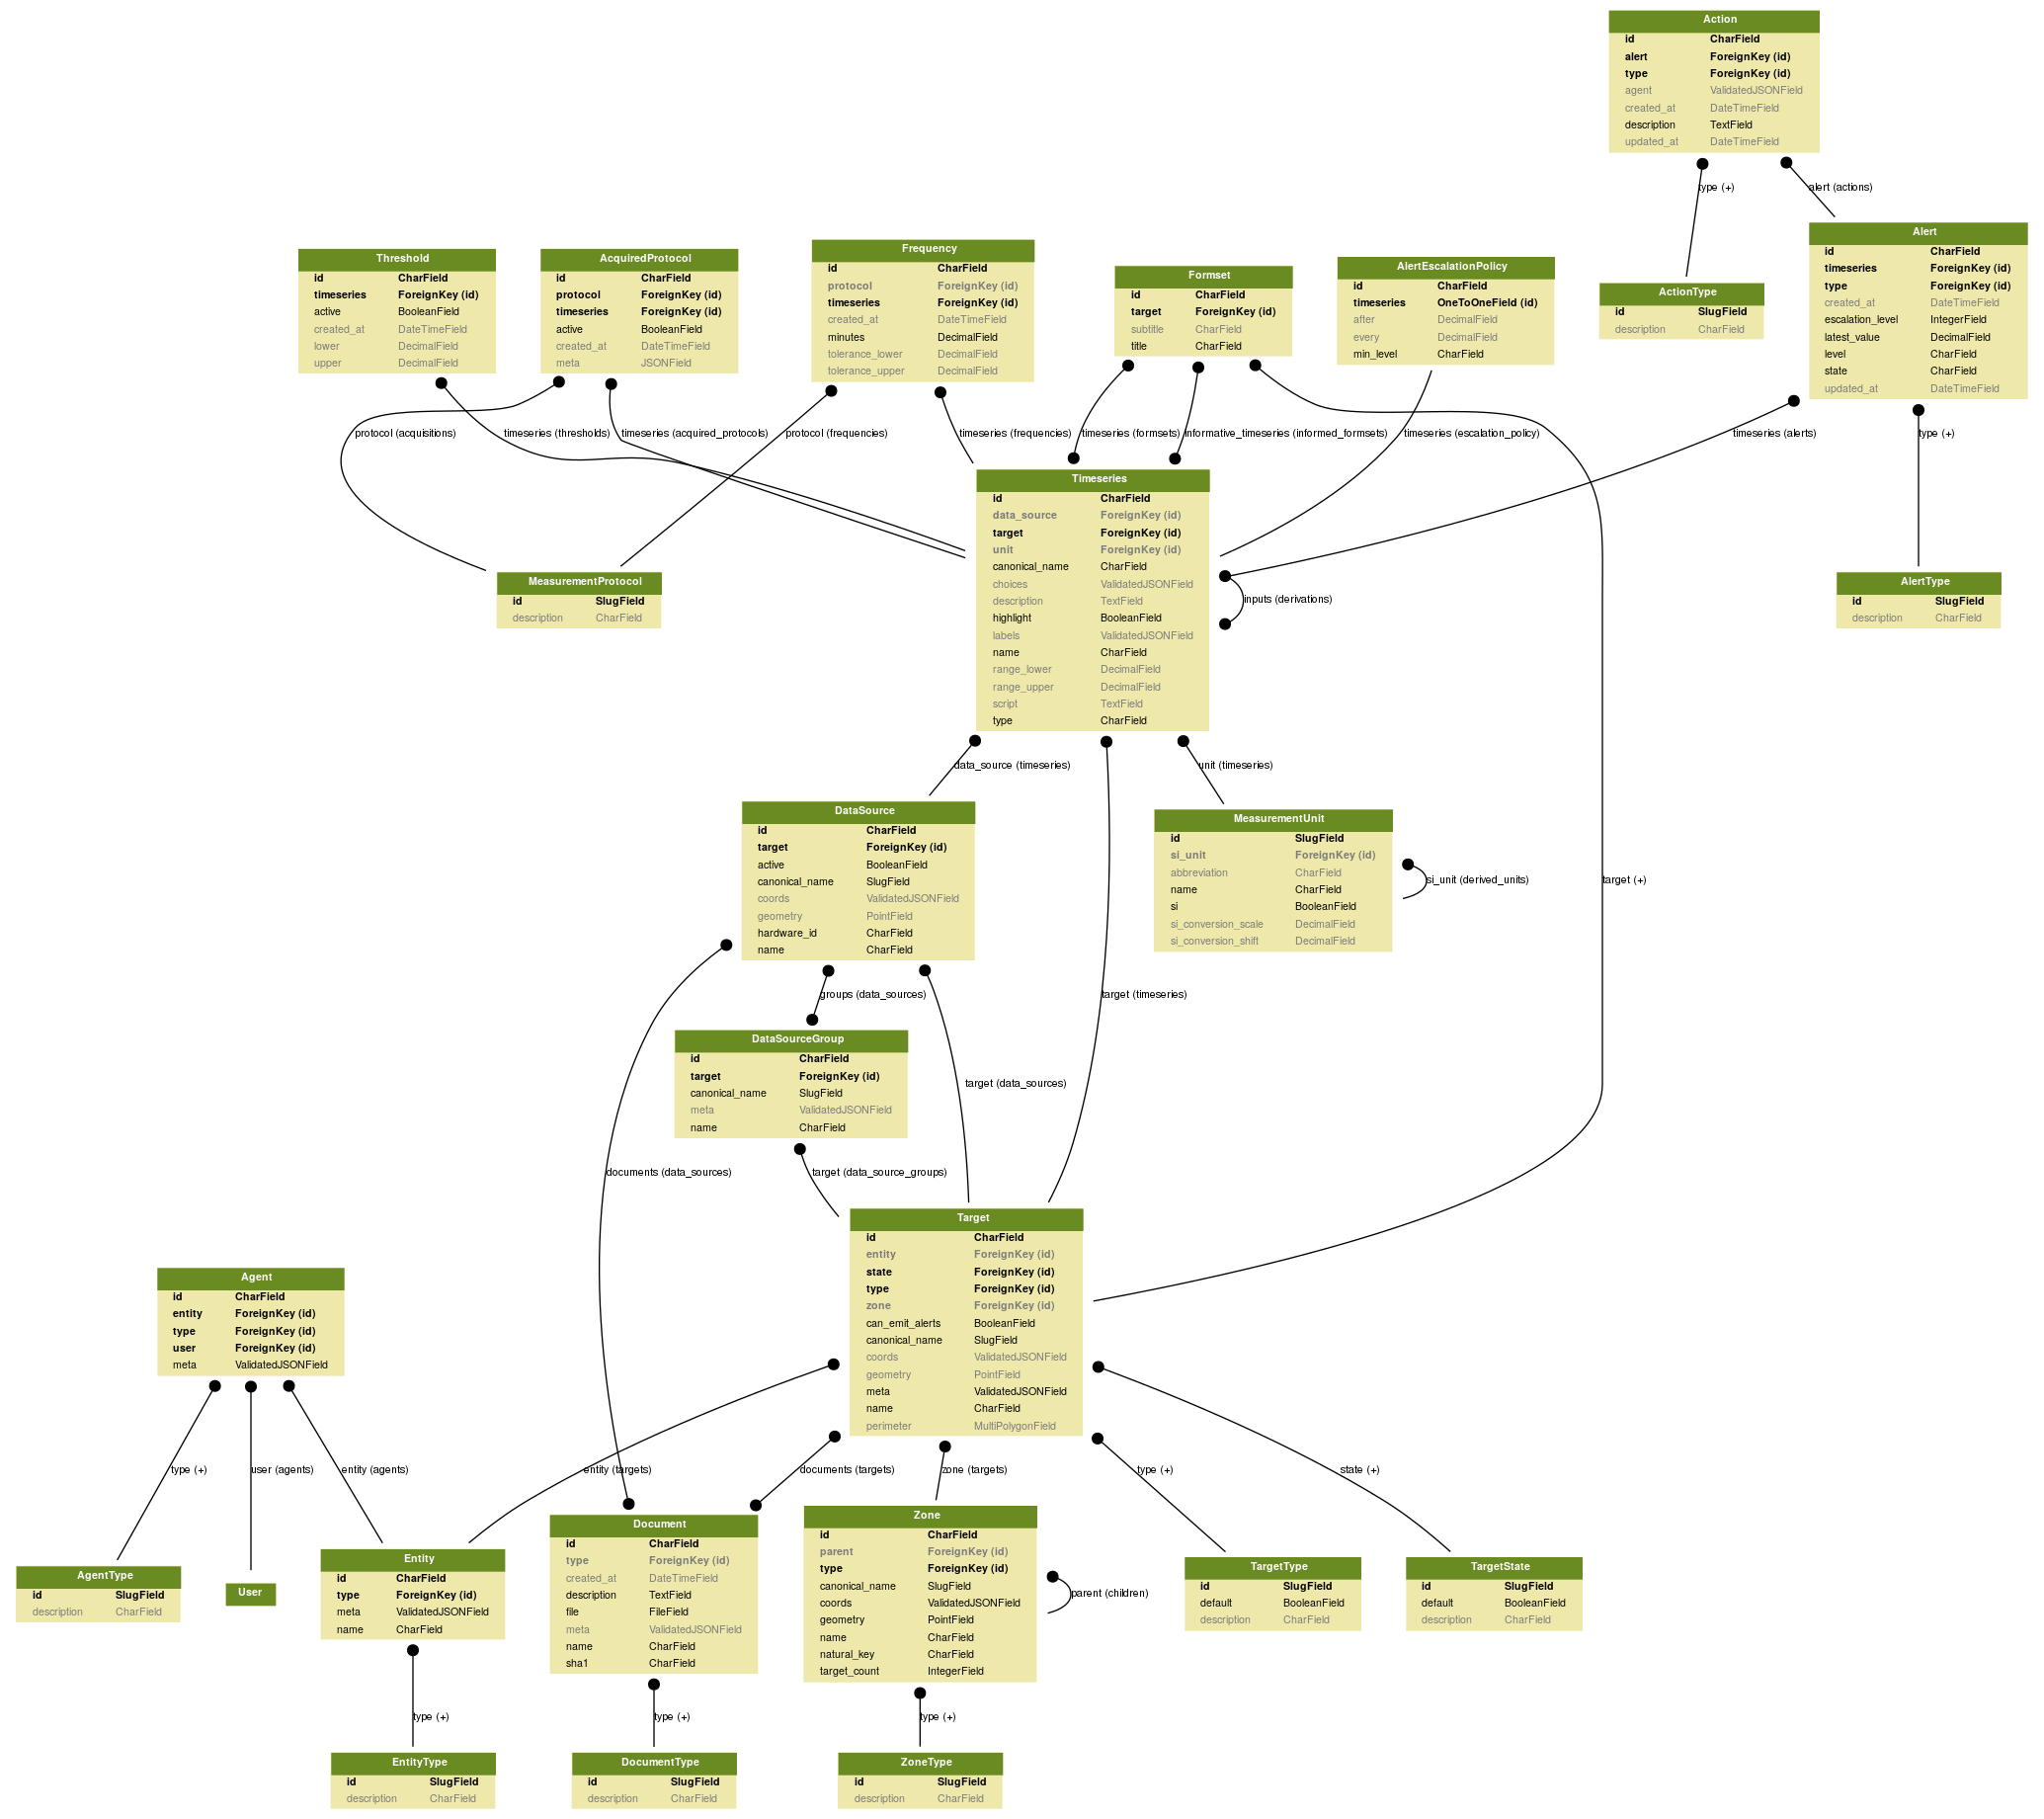 Action
id CharField
alert ForeignKey (id)
type ForeignKey (id)
agent ValidatedJSONField
created_at DateTimeField
description TextField
updated_at DateTimeField
type (+)
alert (actions)
Threshold
id CharField
timeseries ForeignKey (id)
active BooleanField
created_at DateTimeField
lower DecimalField
upper DecimalField
AcquiredProtocol
id CharField
protocol ForeignKey (id)
timeseries ForeignKey (id)
active BooleanField
created_at DateTimeField
meta JSONField
Frequency
id CharField
protocol ForeignKey (id)
timeseries ForeignKey (id)
created_at DateTimeField
minutes DecimalField
tolerance_lower DecimalField
tolerance_upper DecimalField
Formset
id CharField
target ForeignKey (id)
subtitle CharField
title CharField
AlertEscalationPolicy
id CharField
timeseries OneToOneField (id)
after DecimalField
every DecimalField
min_level CharField
ActionType
id SlugField
description CharField
Alert
id CharField
timeseries ForeignKey (id)
type ForeignKey (id)
created_at DateTimeField
escalation_level IntegerField
latest_value DecimalField
level CharField
state CharField
updated_at DateTimeField
protocol (acquisitions)
timeseries (thresholds)
timeseries (acquired_protocols)
protocol (frequencies)
timeseries (frequencies)
timeseries (formsets)
informative_timeseries (informed_formsets)
timeseries (escalation_policy)
timeseries (alerts)
type (+)
MeasurementProtocol
id SlugField
description CharField
Timeseries
id CharField
data_source ForeignKey (id)
target ForeignKey (id)
unit ForeignKey (id)
canonical_name CharField
choices ValidatedJSONField
description TextField
highlight BooleanField
labels ValidatedJSONField
name CharField
range_lower DecimalField
range_upper DecimalField
script TextField
type CharField
inputs (derivations)
AlertType
id SlugField
description CharField
data_source (timeseries)
unit (timeseries)
DataSource
id CharField
target ForeignKey (id)
active BooleanField
canonical_name SlugField
coords ValidatedJSONField
geometry PointField
hardware_id CharField
name CharField
MeasurementUnit
id SlugField
si_unit ForeignKey (id)
abbreviation CharField
name CharField
si BooleanField
si_conversion_scale DecimalField
si_conversion_shift DecimalField
si_unit (derived_units)
target (+)
groups (data_sources)
target (timeseries)
DataSourceGroup
id CharField
target ForeignKey (id)
canonical_name SlugField
meta ValidatedJSONField
name CharField
target (data_sources)
documents (data_sources)
target (data_source_groups)
Target
id CharField
entity ForeignKey (id)
state ForeignKey (id)
type ForeignKey (id)
zone ForeignKey (id)
can_emit_alerts BooleanField
canonical_name SlugField
coords ValidatedJSONField
geometry PointField
meta ValidatedJSONField
name CharField
perimeter MultiPolygonField
Agent
id CharField
entity ForeignKey (id)
type ForeignKey (id)
user ForeignKey (id)
meta ValidatedJSONField
type (+)
user (agents)
entity (agents)
entity (targets)
documents (targets)
zone (targets)
type (+)
state (+)
AgentType
id SlugField
description CharField
User
Entity
id CharField
type ForeignKey (id)
meta ValidatedJSONField
name CharField
Document
id CharField
type ForeignKey (id)
created_at DateTimeField
description TextField
file FileField
meta ValidatedJSONField
name CharField
sha1 CharField
Zone
id CharField
parent ForeignKey (id)
type ForeignKey (id)
canonical_name SlugField
coords ValidatedJSONField
geometry PointField
name CharField
natural_key CharField
target_count IntegerField
parent (children)
TargetType
id SlugField
default BooleanField
description CharField
TargetState
id SlugField
default BooleanField
description CharField
type (+)
type (+)
type (+)
EntityType
id SlugField
description CharField
DocumentType
id SlugField
description CharField
ZoneType
id SlugField
description CharField